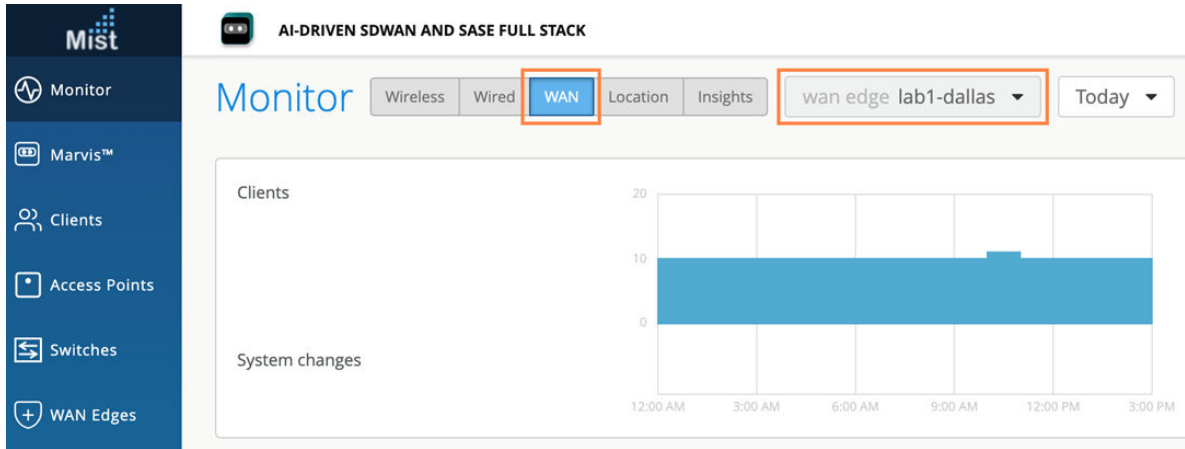 Mist
AI-DRIVEN SDWAN AND SASE FULL STACK
Monitor
Marvis™
Clients
Access Points
Switches
WAN Edges
Monitor
Wireless Wired WAN Location Insights
wan edge lab1-dallas
Today
Clients
20
10
0
System changes
12:00 AM 3:00 AM 6:00 AM 9:00 AM 12:00 PM 3:00 PM